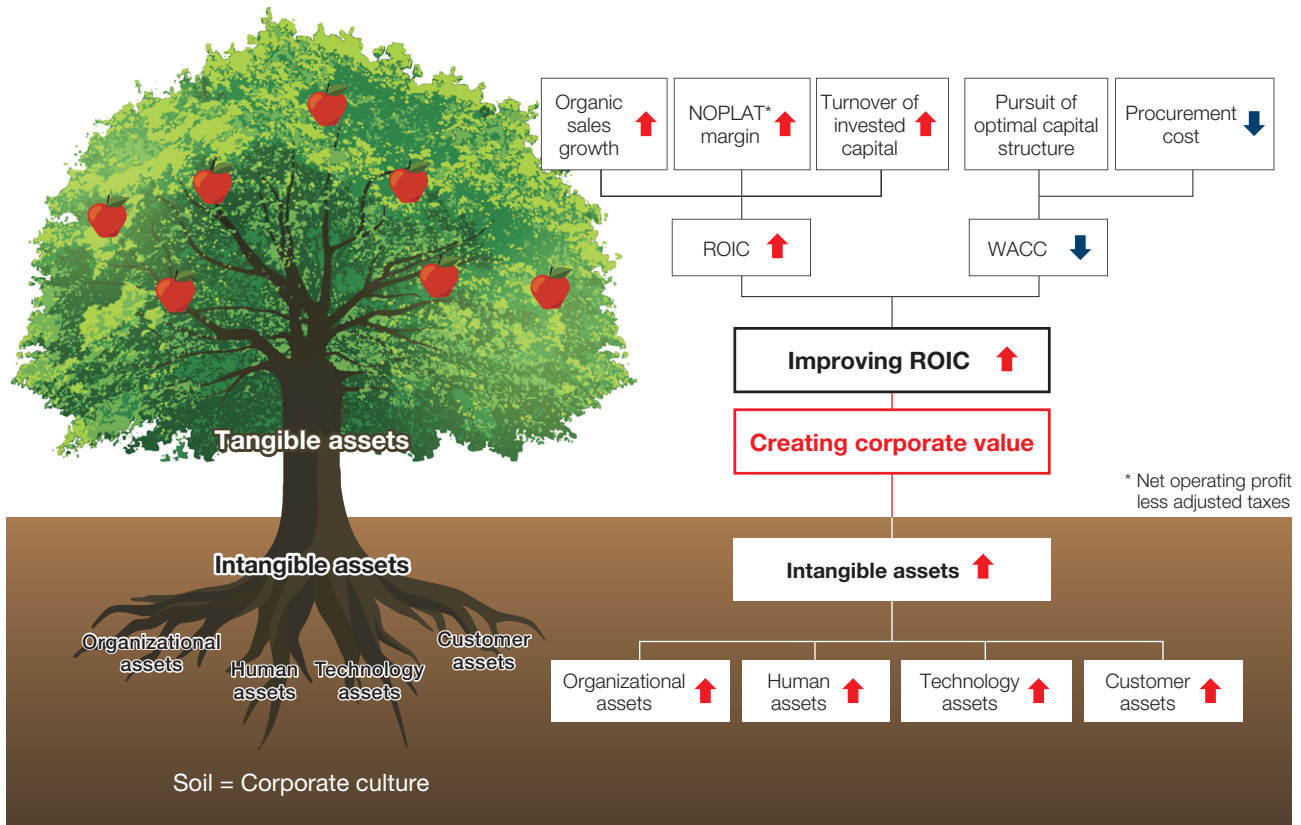 Organic
sales
growth
NOPLAT*
margin
Turnover of
invested
capital
Pursuit of
optimal capital
structure
Procurement
cost
ROIC
WACC
Improving ROIC
Creating corporate value
* Net operating profit
less adjusted taxes
Tangible assets
Intangible assets
Organizational
assets
Human
assets
Technology
assets
Customer
assets
Soil = Corporate culture
Intangible assets
Organizational
assets
Human
assets
Technology
assets
Customer
assets